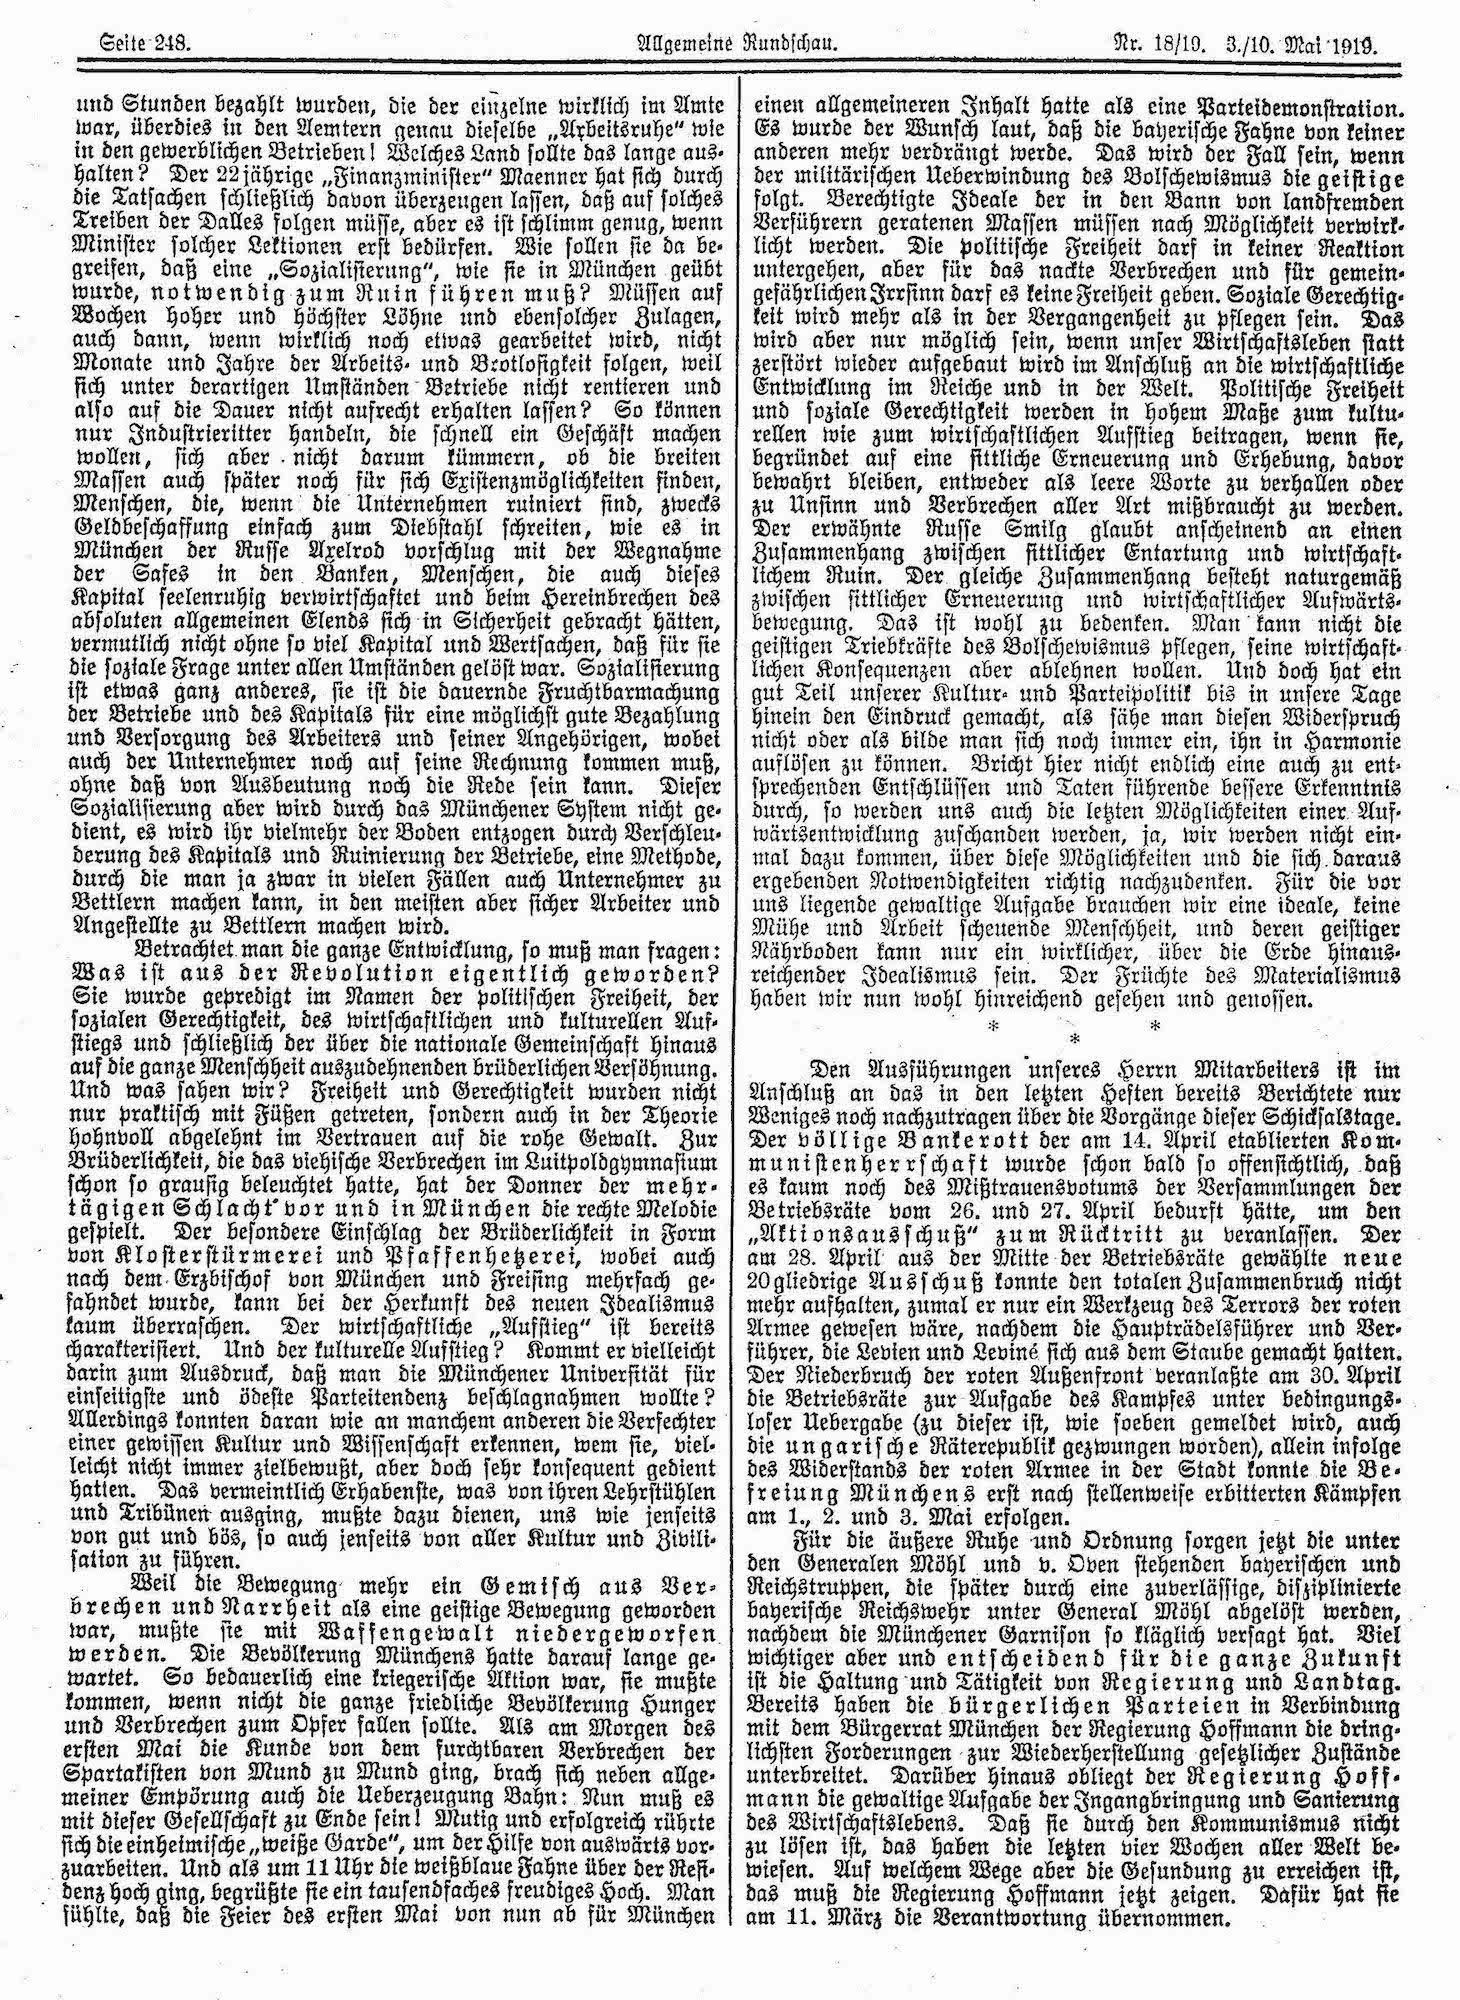 Seite 248.
Allgemeine Rundschau.
Nr. 18/19. 3./10. Mai 1919.
und Stunden bezahlt wurden, die der einzelne wirklich im Amte
war, überdies in den Aemtern genau dieselbe „Arbeitsruhe“ wie
in den gewerblichen Betrieben! Welches Land sollte das lange aus-
halten? Der 22jährige „Finanzminister“ Maenner hat sich durch
die Tatsachen schließlich davon überzeugen lassen, daß auf solches
Treiben der Dalles folgen müsse, aber es ist schlimm genug, wenn
Minister solcher Lektionen erst bedürfen. Wie sollen sie da be-
greifen, daß eine „Sozialisierung“, wie sie in München geübt
wurde, notwendig zum Ruin führen muß? Müssen auf
Wochen hoher und höchster Löhne und ebensolcher Zulagen,
auch dann, wenn wirklich noch etwas gearbeitet wird, nicht
Monate und Jahre der Arbeits- und Brotlosigkeit folgen, weil
sich unter derartigen Umständen Betriebe nicht rentieren und
also auf die Dauer nicht aufrecht erhalten lassen? So können
nur Industrieritter handeln, die schnell ein Geschäft machen
wollen, sich aber nicht darum kümmern, ob die breiten
Massen auch später noch für sich Existenzmöglichkeiten finden,
Menschen, die, wenn die Unternehmen ruiniert sind, zwecks
Geldbeschaffung einfach zum Diebstahl schreiten, wie es in
München der Russe Axelrod vorschlug mit der Wegnahme
der Safes in den Banken, Menschen, die auch dieses
Kapital seelenruhig verwirtschaftet und beim Hereinbrechen des
absoluten allgemeinen Elends sich in Sicherheit gebracht hätten,
vermutlich nicht ohne so viel Kapital und Wertsachen, daß für sie
die soziale Frage unter allen Umständen gelöst war. Sozialisierung
ist etwas ganz anderes, sie ist die dauernde Fruchtbarmachung
der Betriebe und des Kapitals für eine möglichst gute Bezahlung
und Versorgung des Arbeiters und seiner Angehörigen, wobei
auch der Unternehmer noch auf seine Rechnung kommen muß,
ohne daß von Ausbeutung noch die Rede sein kann. Dieser
Sozialisierung aber wird durch das Münchener System nicht ge-
dient, es wird ihr vielmehr der Boden entzogen durch Verschleu-
derung des Kapitals und Ruinierung der Betriebe, eine Methode,
durch die man ja zwar in vielen Fällen auch Unternehmer zu
Bettlern machen kann, in den meisten aber sicher Arbeiter und
Angestellte zu Bettlern machen wird.
Betrachtet man die ganze Entwicklung, so muß man fragen:
Was ist aus der Revolution eigentlich geworden?
Sie wurde gepredigt im Namen der politischen Freiheit, der
sozialen Gerechtigkeit, des wirtschaftlichen und kulturellen Auf-
stiegs und schließlich der über die nationale Gemeinschaft hinaus
auf die ganze Menschheit auszudehnenden brüderlichen Versöhnung.
Und was sahen wir? Freiheit und Gerechtigkeit wurden nicht
nur praktisch mit Füßen getreten, sondern auch in der Theorie
hohnvoll abgelehnt im Vertrauen auf die rohe Gewalt. Zur
Brüderlichkeit, die das viehische Verbrechen im Luitpoldgymnasium
schon so grausig beleuchtet hatte, hat der Donner der mehr-
tägigen Schlacht vor und in München die rechte Melodie
gespielt. Der besondere Einschlag der Brüderlichkeit in Form
von Klosterstürmerei und Pfaffenhetzerei, wobei auch
nach dem Erzbischof von München und Freising mehrfach ge-
fahndet wurde, kann bei der Herkunft des neuen Idealismus
kaum überraschen. Der wirtschaftliche „Aufstieg“ ist bereits
charakterisiert. Und der kulturelle Aufstieg? Kommt er vielleicht
darin zum Ausdruck, daß man die Münchener Universität für
einseitigste und ödeste Parteitendenz beschlagnahmen wollte?
Allerdings konnten daran wie an manchem anderen die Verfechter
einer gewissen Kultur und Wissenschaft erkennen, wem sie, viel-
leicht nicht immer zielbewußt, aber doch sehr konsequent gedient
hatten. Das vermeintlich Erhabenste, was von ihren Lehrstühlen
und Tribünen ausging, mußte dazu dienen, uns wie jenseits
von gut und bös, so auch jenseits von aller Kultur und Zivili-
sation zu führen.
Weil die Bewegung mehr ein Gemisch aus Ver-
brechen und Narrheit als eine geistige Bewegung geworden
war, mußte sie mit Waffengewalt niedergeworfen
werden. Die Bevölkerung Münchens hatte darauf lange ge-
wartet. So bedauerlich eine kriegerische Aktion war, sie mußte
kommen, wenn nicht die ganze friedliche Bevölkerung Hunger
und Verbrechen zum Opfer fallen sollte. Als am Morgen des
ersten Mai die Kunde von dem furchtbaren Verbrechen der
Spartakisten von Mund zu Mund ging, brach sich neben allge-
meiner Empörung auch die Ueberzeugung Bahn: Nun muß es
mit dieser Gesellschaft zu Ende sein! Mutig und erfolgreich rührte
sich die einheimische „weiße Garde“, um der Hilfe von auswärts vor-
zuarbeiten. Und als um 11 Uhr die weißblaue Fahne über der Resi-
denz hoch ging, begrüßte sie ein tausendfaches freudiges Hoch. Man
fühlte, daß die Feier des ersten Mai von nun ab für München
einen allgemeineren Inhalt hatte als eine Parteidemonstration.
Es wurde der Wunsch laut, daß die bayerische Fahne von keiner
anderen mehr verdrängt werde. Das wird der Fall sein, wenn
der militärischen Ueberwindung des Bolschewismus die geistige
folgt. Berechtigte Ideale der in den Bann von landfremden
Verführern geratenen Massen müssen nach Möglichkeit verwirk-
licht werden. Die politische Freiheit darf in keiner Reaktion
untergehen, aber für das nackte Verbrechen und für gemein-
gefährlichen Irrsinn darf es keine Freiheit geben. Soziale Gerechtig-
keit wird mehr als in der Vergangenheit zu pflegen sein. Das
wird aber nur möglich sein, wenn unser Wirtschaftsleben statt
zerstört wieder aufgebaut wird im Anschluß an die wirtschaftliche
Entwicklung im Reiche und in der Welt. Politische Freiheit
und soziale Gerechtigkeit werden in hohem Maße zum kultu-
rellen wie zum wirtschaftlichen Aufstieg beitragen, wenn sie,
begründet auf eine sittliche Erneuerung und Erhebung, davor
bewahrt bleiben, entweder als leere Worte zu verhallen oder
zu Unsinn und Verbrechen aller Art mißbraucht zu werden.
Der erwähnte Russe Smilg glaubt anscheinend an einen
Zusammenhang zwischen sittlicher Entartung und wirtschaft-
lichem Ruin. Der gleiche Zusammenhang besteht naturgemäß
zwischen sittlicher Erneuerung und wirtschaftlicher Aufwärts-
bewegung. Das ist wohl zu bedenken. Man kann nicht die
geistigen Triebkräfte des Bolschewismus pflegen, seine wirtschaft-
lichen Konsequenzen aber ablehnen wollen. Und doch hat ein
gut Teil unserer Kultur- und Parteipolitik bis in unsere Tage
hinein den Eindruck gemacht, als sähe man diesen Widerspruch
nicht oder als bilde man sich noch immer ein, ihn in Harmonie
auflösen zu können. Bricht hier nicht endlich eine auch zu ent-
sprechenden Entschlüssen und Taten führende bessere Erkenntnis
durch, so werden uns auch die letzten Möglichkeiten einer Auf-
wärtsentwicklung zuschanden werden, ja, wir werden nicht ein-
mal dazu kommen, über diese Möglichkeiten und die sich daraus
ergebenden Notwendigkeiten richtig nachzudenken. Für die vor
uns liegende gewaltige Aufgabe brauchen wir eine ideale, keine
Mühe und Arbeit scheuende Menschheit, und deren geistiger
Nährboden kann nur ein wirklicher, über die Erde hinaus-
reichender Idealismus sein. Der Früchte des Materialismus
haben wir nun wohl hinreichend gesehen und genossen.
* *
*
Den Ausführungen unseres Herrn Mitarbeiters ist im
Anschluß an das in den letzten Heften bereits Berichtete nur
Weniges noch nachzutragen über die Vorgänge dieser Schicksalstage.
Der völlige Bankerott der am 14. April etablierten Kom-
munistenherrschaft wurde schon bald so offensichtlich, daß
es kaum noch des Mißtrauensvotums der Versammlungen der
Betriebsräte vom 26. und 27. April bedurft hätte, um den
„Aktionsausschuß“ zum Rücktritt zu veranlassen. Der
am 28. April aus der Mitte der Betriebsräte gewählte neue
20gliedrige Ausschuß konnte den totalen Zusammenbruch nicht
mehr aufhalten, zumal er nur ein Werkzeug des Terrors der roten
Armee gewesen wäre, nachdem die Haupträdelsführer und Ver-
führer, die Levien und Leviné sich aus dem Staube gemacht hatten.
Der Niederbruch der roten Außenfront veranlaßte am 30. April
die Betriebsräte zur Aufgabe des Kampfes unter bedingungs-
loser Uebergabe (zu dieser ist, wie soeben gemeldet wird, auch
die ungarische Räterepublik gezwungen worden), allein infolge
des Widerstands der roten Armee in der Stadt konnte die Be-
freiung Münchens erst nach stellenweise erbitterten Kämpfen
am 1., 2. und 3. Mai erfolgen.
Für die äußere Ruhe und Ordnung sorgen jetzt die unter
den Generalen Möhl und v. Oven stehenden bayerischen und
Reichstruppen, die später durch eine zuverlässige, disziplinierte
bayerische Reichswehr unter General Möhl abgelöst werden,
nachdem die Münchener Garnison so kläglich versagt hat. Viel
wichtiger aber und entscheidend für die ganze Zukunft
ist die Haltung und Tätigkeit von Regierung und Landtag.
Bereits haben die bürgerlichen Parteien in Verbindung
mit dem Bürgerrat München der Regierung Hoffmann die dring-
lichsten Forderungen zur Wiederherstellung gesetzlicher Zustände
unterbreitet. Darüber hinaus obliegt der Regierung Hoff-
mann die gewaltige Aufgabe der Ingangbringung und Sanierung
des Wirtschaftslebens. Daß sie durch den Kommunismus nicht
zu lösen ist, das haben die letzten vier Wochen aller Welt be-
wiesen. Auf welchem Wege aber die Gesundung zu erreichen ist,
das muß die Regierung Hoffmann jetzt zeigen. Dafür hat sie
am 11. März die Verantwortung übernommen.